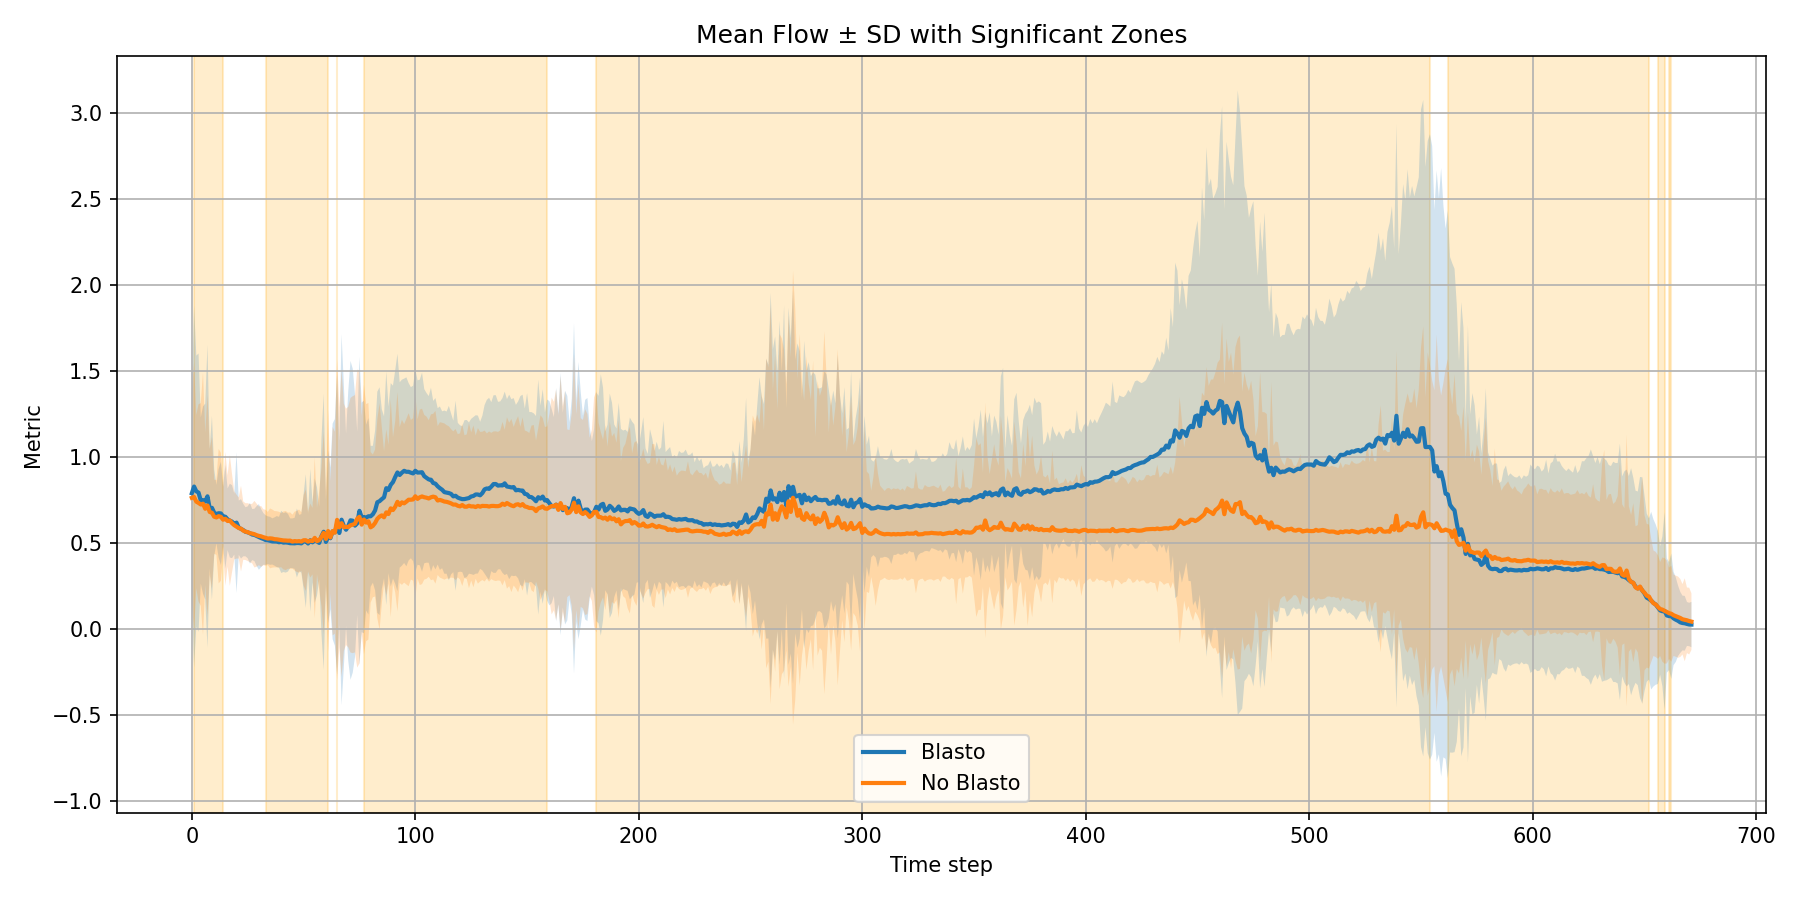 Mean Flow ± SD with Significant Zones
Metric
3.0
2.5
2.0
1.5
1.0
0.5
0.0
−0.5
−1.0
Blasto
No Blasto
0 100 200 300 400 500 600 700
Time step